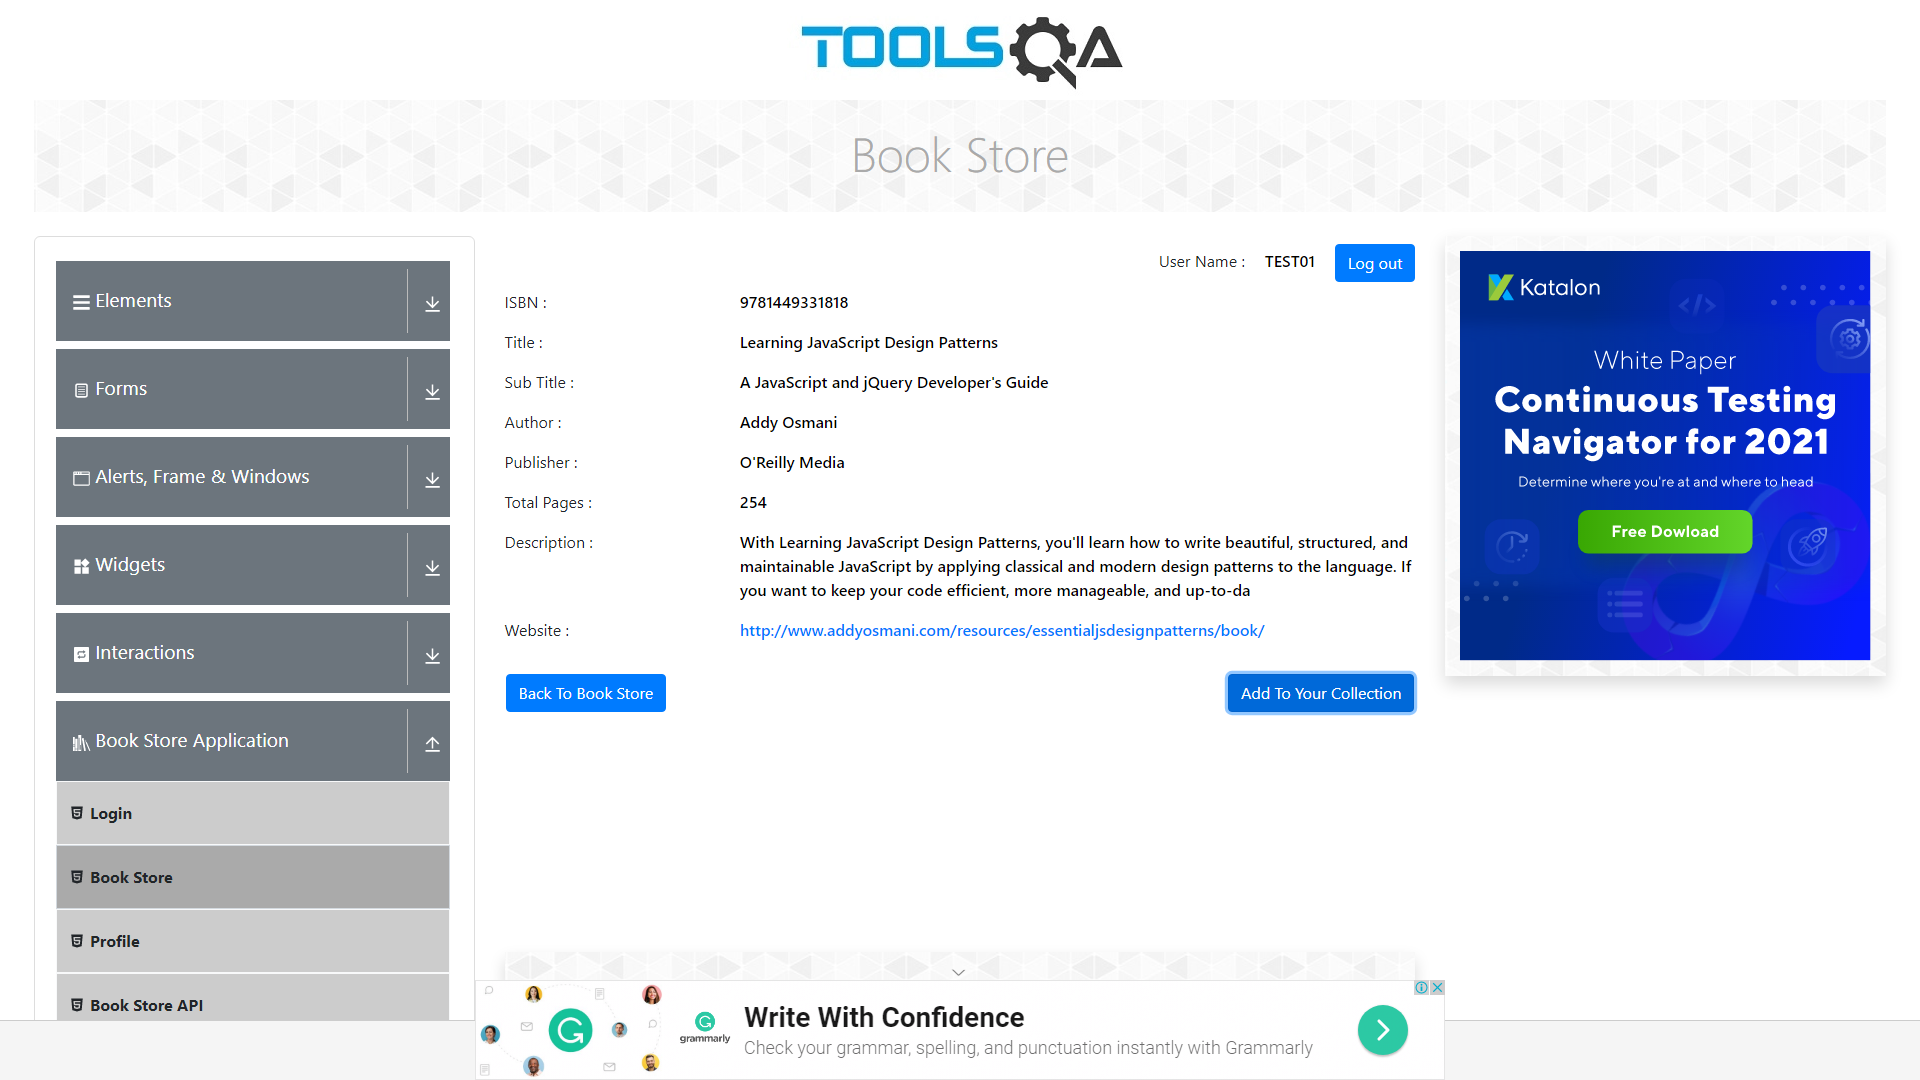 TOOLSQA
Book Store
Elements
Forms
Alerts, Frame & Windows
Widgets
Interactions
Book Store Application
Login
Book Store
Profile
Book Store API
User Name :
TEST01
Log out
ISBN :
9781449331818
Title :
Learning JavaScript Design Patterns
Sub Title :
A JavaScript and jQuery Developer's Guide
Author :
Addy Osmani
Publisher :
O'Reilly Media
Total Pages :
254
Description :
With Learning JavaScript Design Patterns, you'll learn how to write beautiful, structured, and
maintainable JavaScript by applying classical and modern design patterns to the language. If
you want to keep your code efficient, more manageable, and up-to-da
Website :
http://www.addyosmani.com/resources/essentialjsdesignpatterns/book/
Back To Book Store
Add To Your Collection
Katalon
White Paper
Continuous Testing
Navigator for 2021
Determine where you're at and where to head
Free Dowload
grammarly
Write With Confidence
Check your grammar, spelling, and punctuation instantly with Grammarly